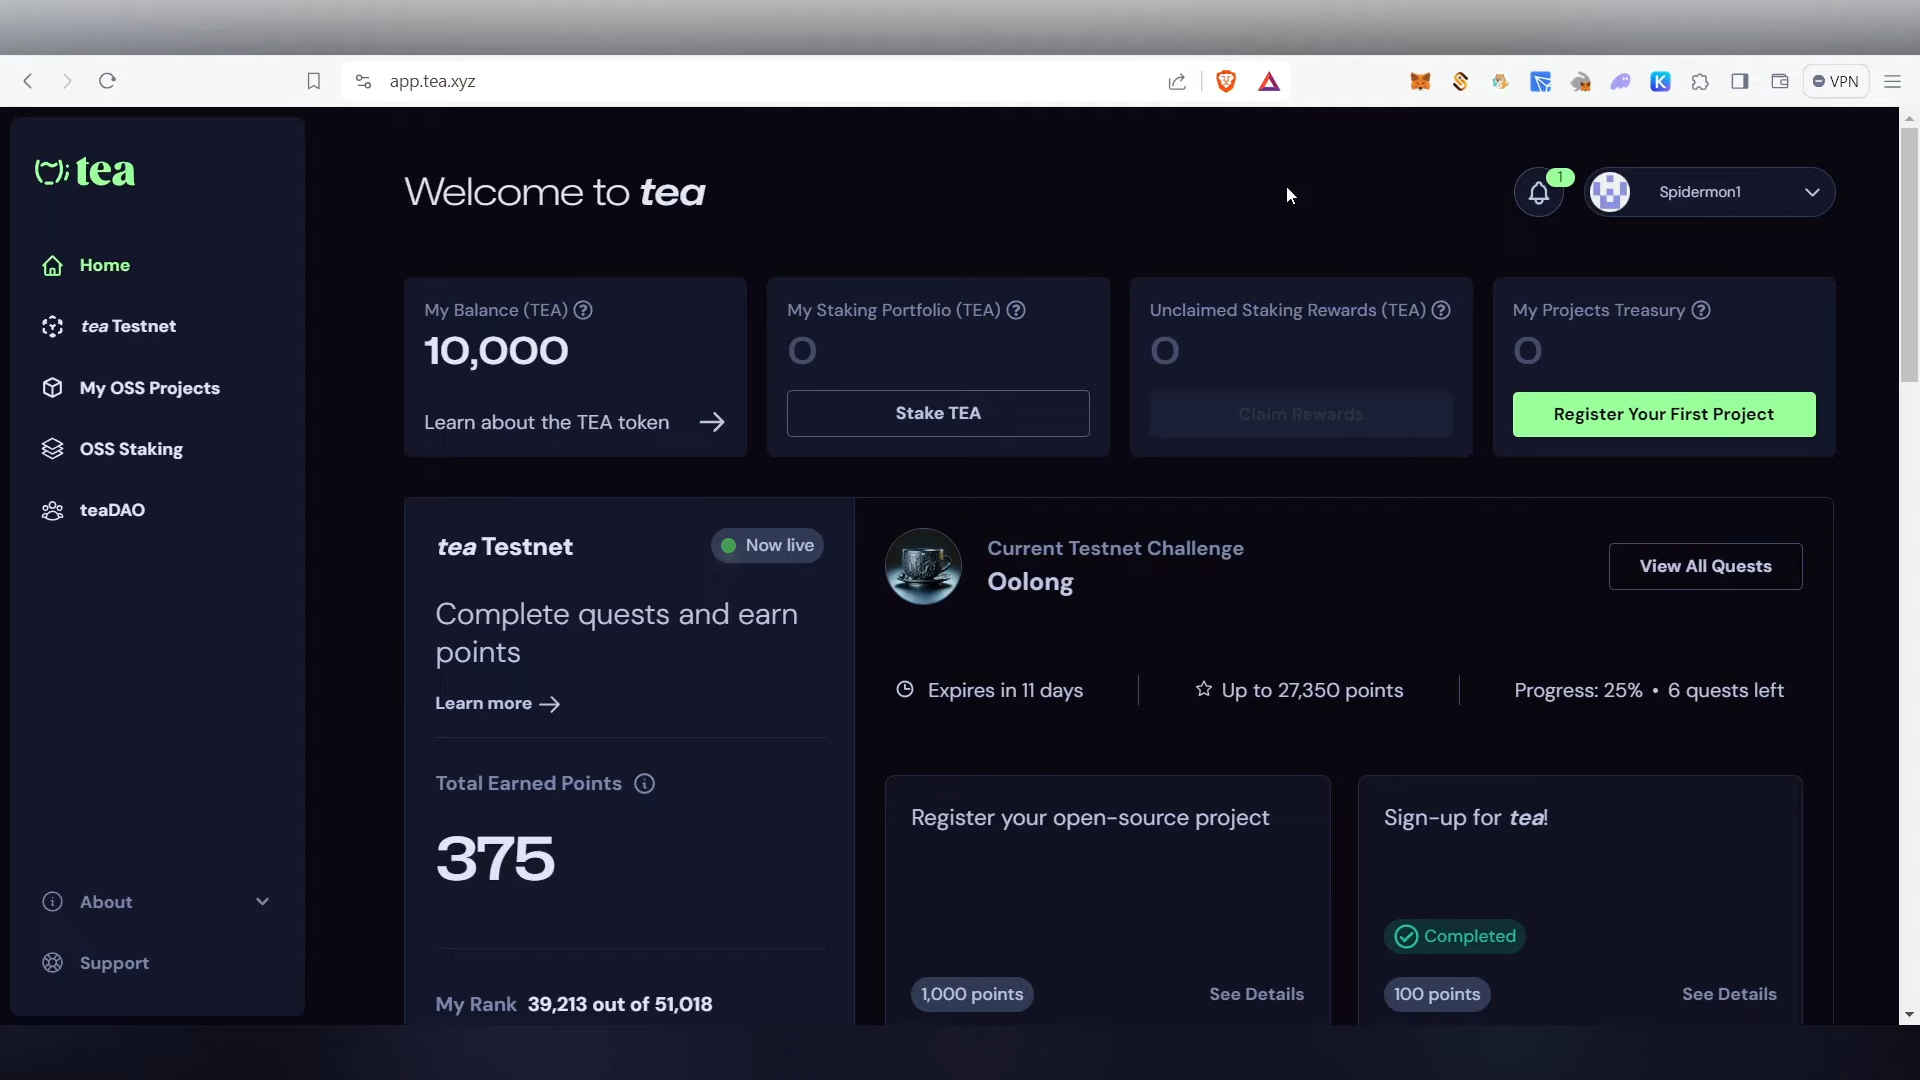 app.tea.xyz
VPN
tea
Home
tea Testnet
My OSS Projects
OSS Staking
teaDAO
About
Support
Welcome to tea
1
Spidermon1
My Balance (TEA)
10,000
Learn about the TEA token
My Staking Portfolio (TEA)
0
Stake TEA
Unclaimed Staking Rewards (TEA)
0
Claim Rewards
My Projects Treasury
0
Register Your First Project
tea Testnet
Now live
Complete quests and earn
points
Learn more
Total Earned Points
375
My Rank 39,213 out of 51,018
Current Testnet Challenge
Oolong
View All Quests
Expires in 11 days
Up to 27,350 points
Progress: 25% • 6 quests left
Register your open-source project
1,000 points
See Details
Sign-up for tea!
Completed
100 points
See Details